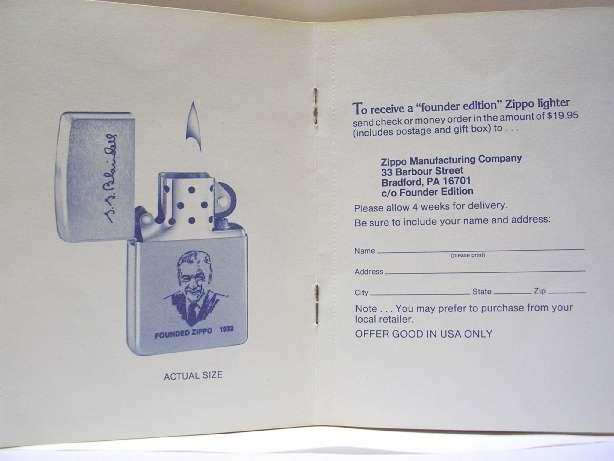 G.G. Blaisdell
FOUNDED ZIPPO 1932
ACTUAL SIZE
To receive a "founder edition" Zippo lighter
send check or money order in the amount of $19.95
(includes postage and gift box) to . . .
Zippo Manufacturing Company
33 Barbour Street
Bradford, PA 16701
c/o Founder Edition
Please allow 4 weeks for delivery.
Be sure to include your name and address:
Name
(please print)
Address
City State Zip
Note . . . You may prefer to purchase from your
local retailer.
OFFER GOOD IN USA ONLY